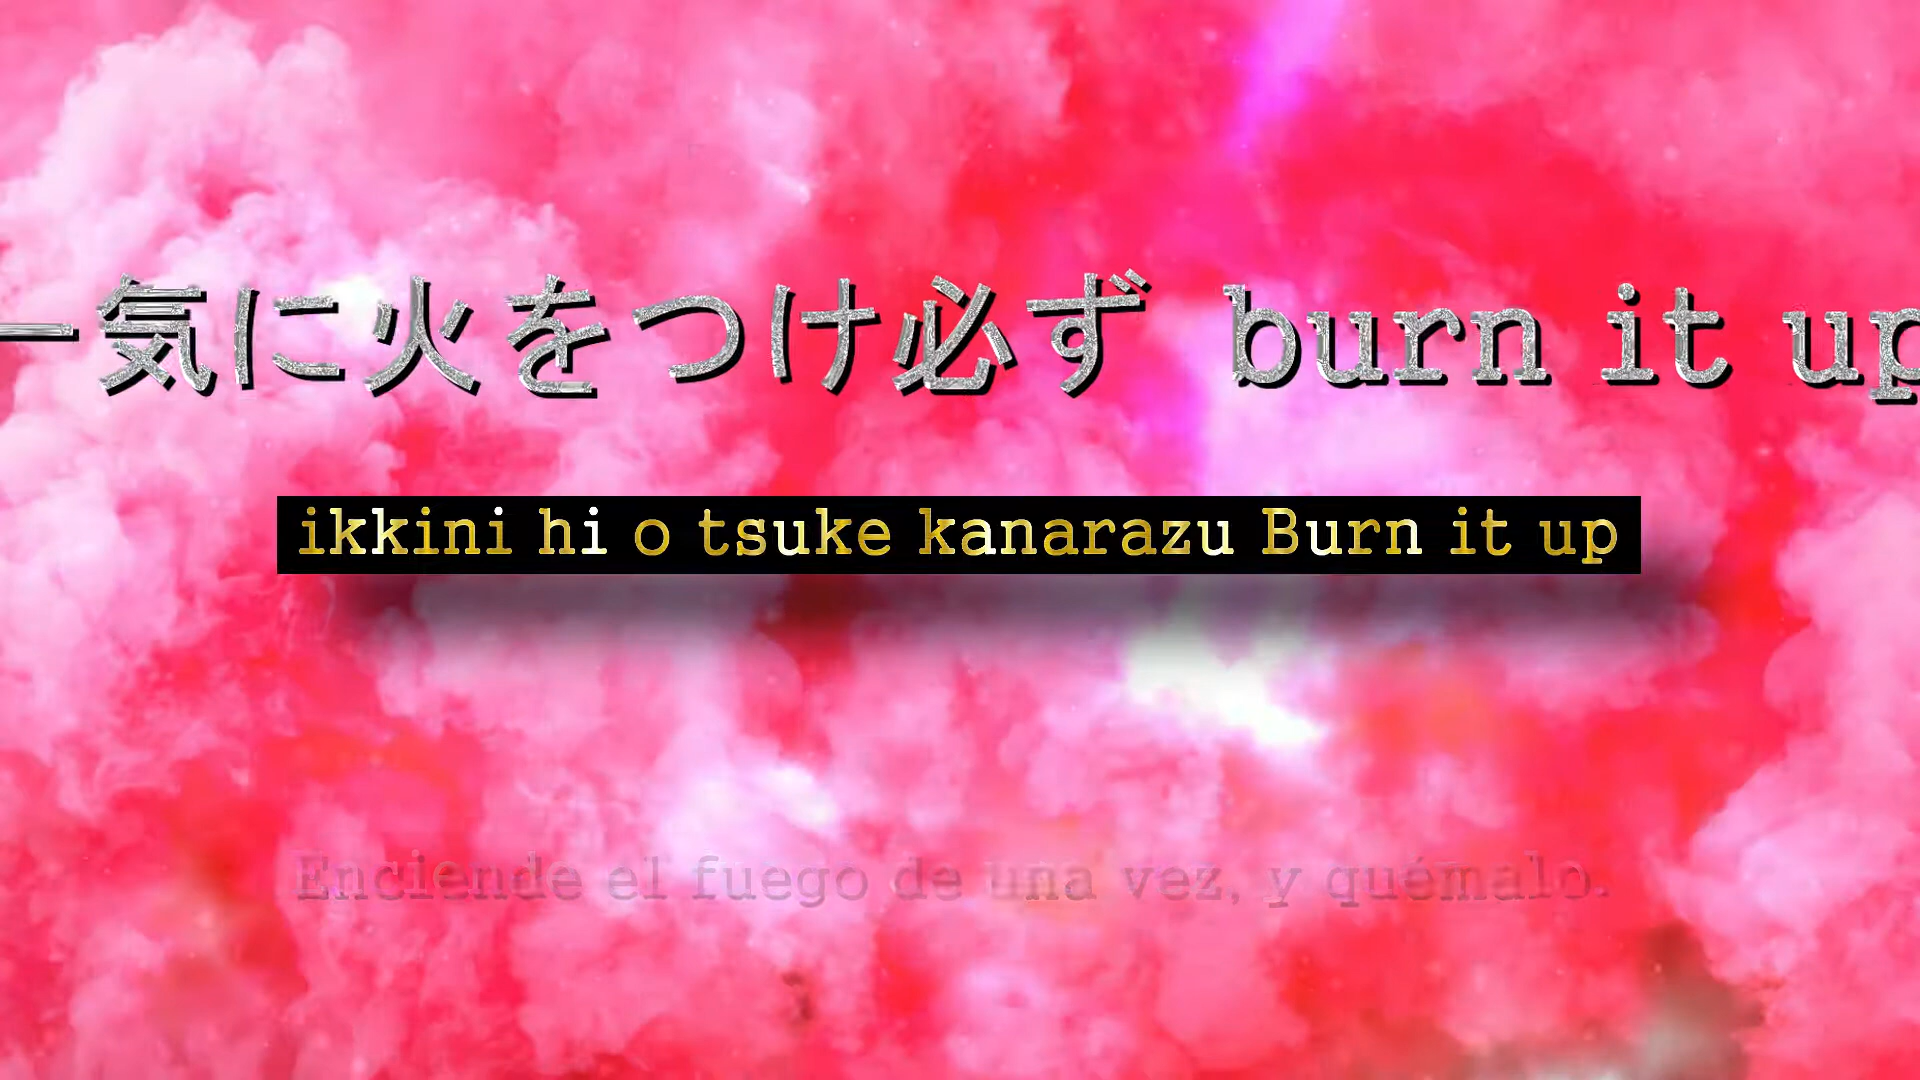 一気に火をつけ必ず burn it up
ikkini hi o tsuke kanarazu Burn it up
Enciende el fuego de una vez, y quémalo.